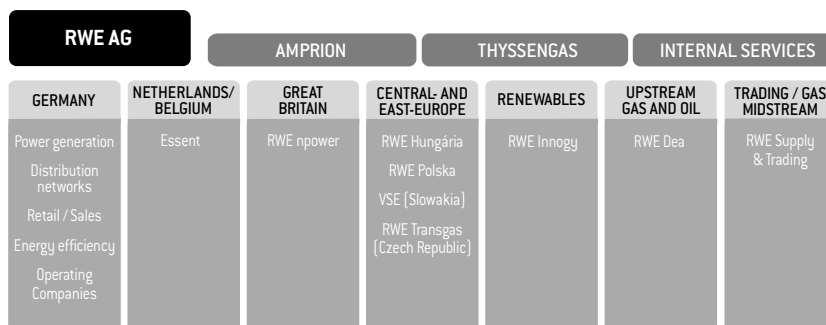 RWE AG
AMPRION
THYSSENGAS
INTERNAL SERVICES
GERMANY
Power generation
Distribution
networks
Retail / Sales
Energy efficiency
Operating
Companies
NETHERLANDS/
BELGIUM
Essent
GREAT
BRITAIN
RWE npower
CENTRAL- AND
EAST-EUROPE
RWE Hungária
RWE Polska
VSE (Slowakia)
RWE Transgas
(Czech Republic)
RENEWABLES
RWE Innogy
UPSTREAM
GAS AND OIL
RWE Dea
TRADING / GAS
MIDSTREAM
RWE Supply
& Trading